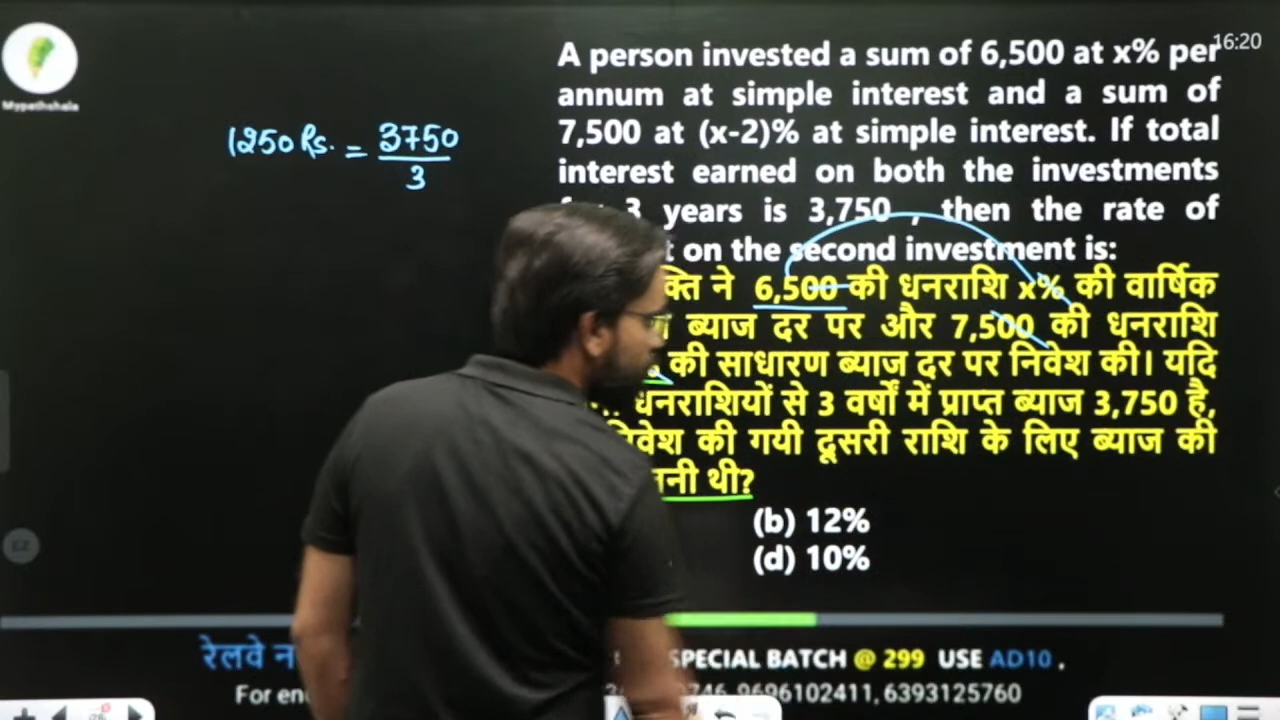 16:20
Mypathshala
1250 Rs. = 3750
3
A person invested a sum of 6,500 at x% per
annum at simple interest and a sum of
7,500 at (x-2)% at simple interest. If total
interest earned on both the investments
3 years is 3,750 , then the rate of
on the second investment is:
ने 6,500 की धनराशि x% की वार्षिक
ब्याज दर पर और 7,500 की धनराशि
की साधारण ब्याज दर पर निवेश की। यदि
धनराशियों से 3 वर्षों में प्राप्त ब्याज 3,750 है,
की गयी दूसरी राशि के लिए ब्याज की
थी?
(b) 12%
(d) 10%
रेलवे
SPECIAL BATCH @ 299 USE AD10 ,
For
9696102411, 6393125760